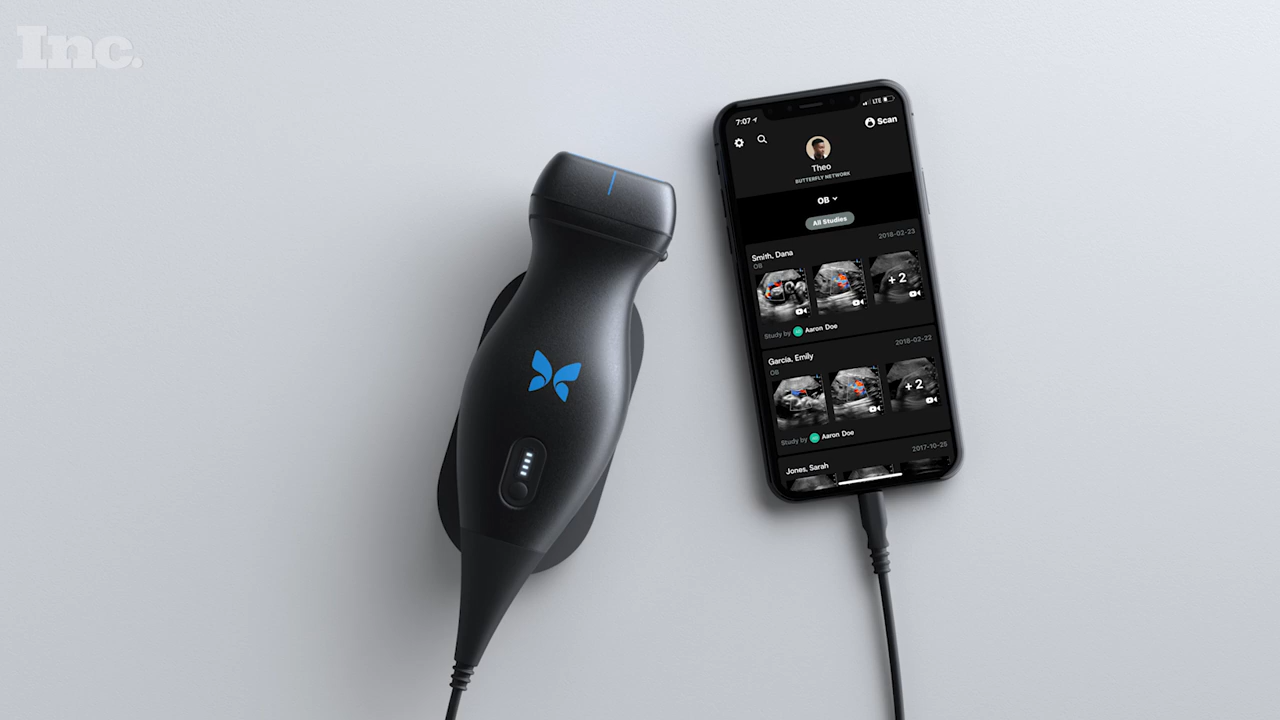 Inc.
7:07
LTE
Scan
Theo
BUTTERFLY NETWORK
OB
All Studies
2018-02-23
Smith, Dana
OB
+ 2
Study by Aaron Doe
2018-02-22
Garcia, Emily
OB
+ 2
Study by Aaron Doe
2017-10-25
Jones, Sarah